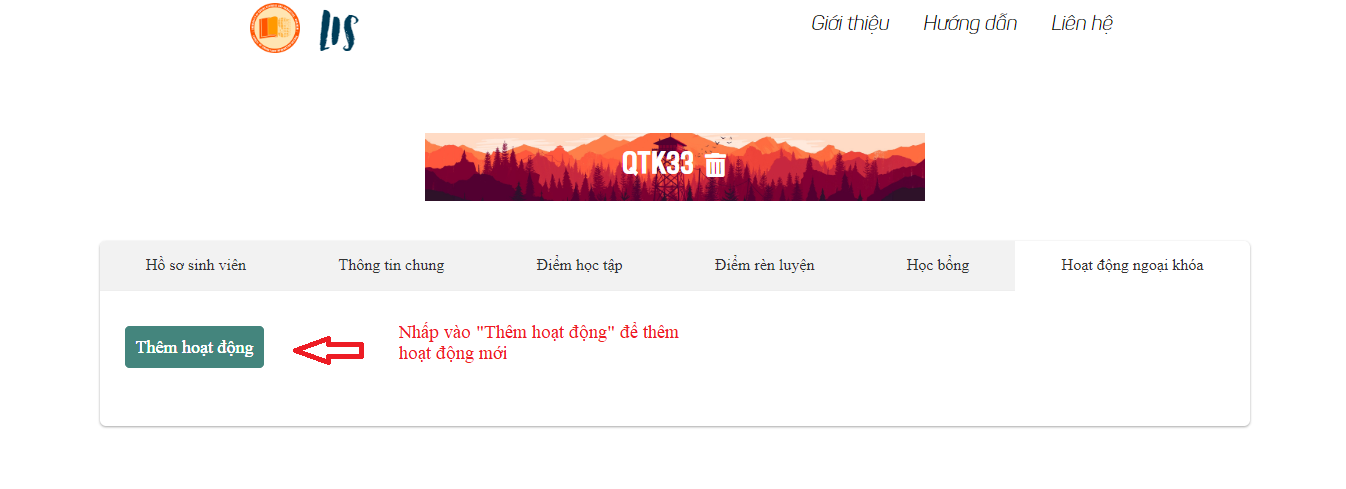 LIS
Giới thiệu Hướng dẫn Liên hệ
QTK33
Hồ sơ sinh viên Thông tin chung Điểm học tập Điểm rèn luyện Học bổng Hoạt động ngoại khóa
Thêm hoạt động
Nhấp vào "Thêm hoạt động" để thêm
hoạt động mới